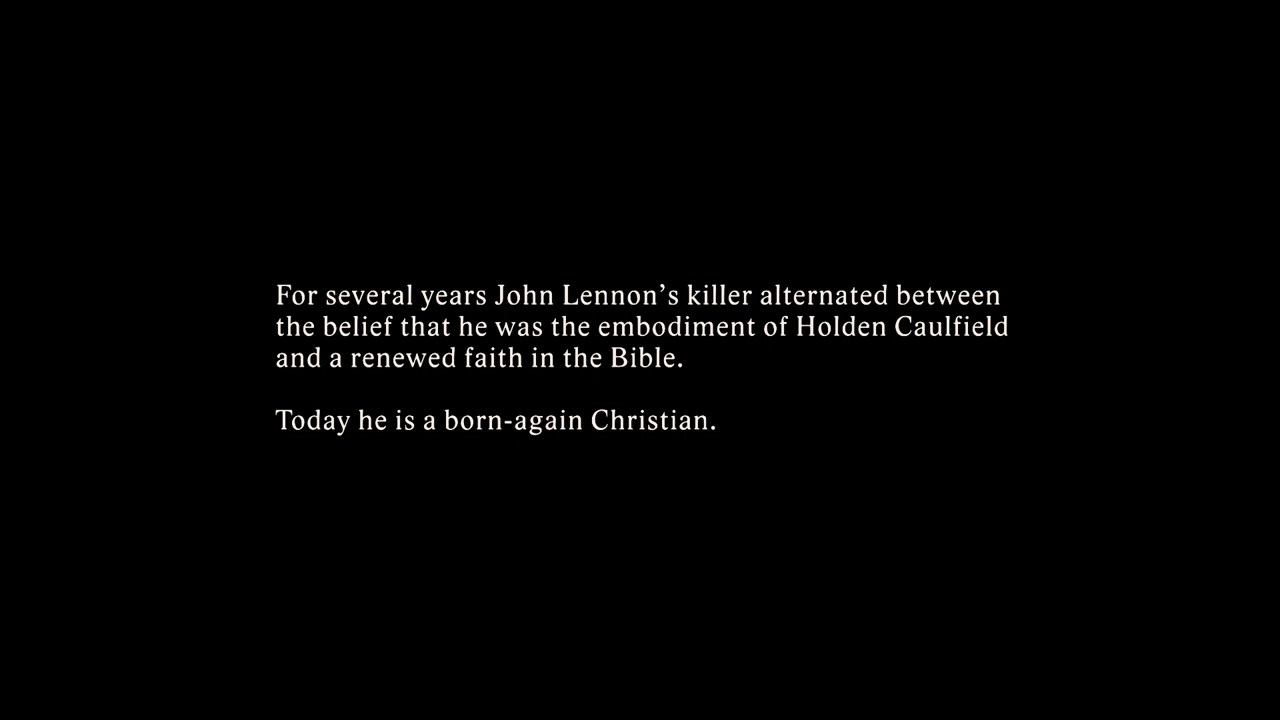 For several years John Lennon’s killer alternated between
the belief that he was the embodiment of Holden Caulfield
and a renewed faith in the Bible.
Today he is a born-again Christian.